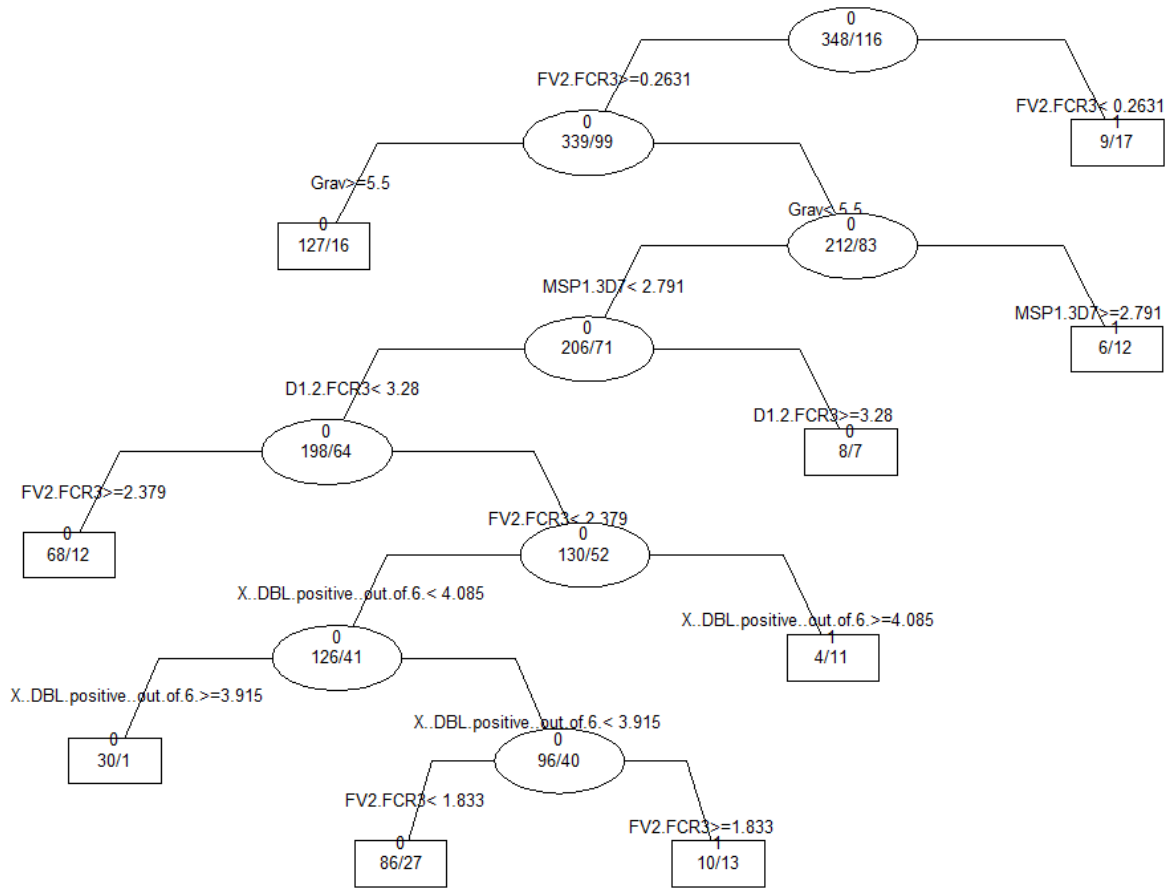 0
348/116
FV2.FCR3>=0.2631
FV2.FCR3< 0.2631
0
339/99
1
9/17
Grav>=5.5
Grav< 5.5
0
127/16
0
212/83
MSP1.3D7< 2.791
MSP1.3D7>=2.791
0
206/71
1
6/12
D1.2.FCR3< 3.28
D1.2.FCR3>=3.28
0
198/64
0
8/7
FV2.FCR3>=2.379
FV2.FCR3< 2.379
0
68/12
0
130/52
X..DBL.positive..out.of.6.< 4.085
X..DBL.positive..out.of.6.>=4.085
0
126/41
1
4/11
X..DBL.positive..out.of.6.>=3.915
X..DBL.positive..out.of.6.< 3.915
0
30/1
0
96/40
FV2.FCR3< 1.833
FV2.FCR3>=1.833
0
86/27
1
10/13